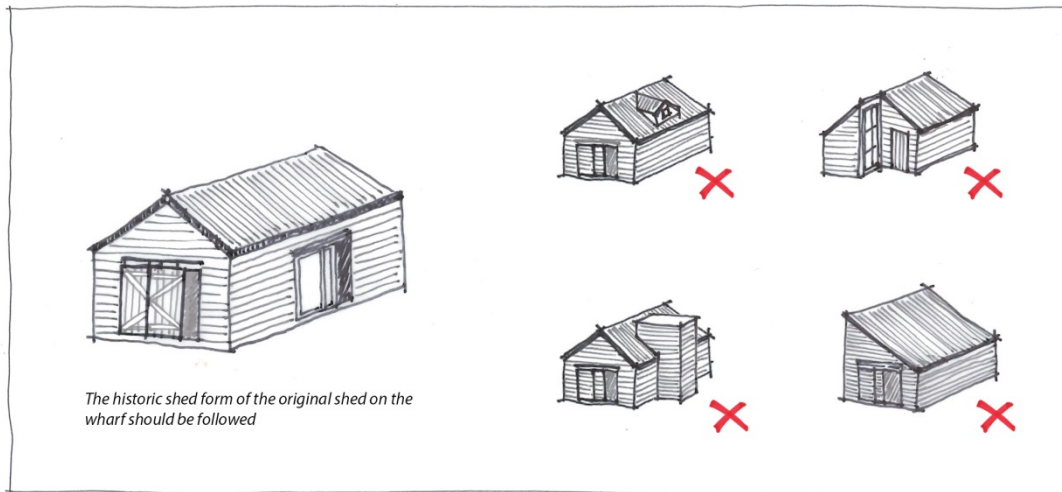 The historic shed form of the original shed on the
wharf should be followed